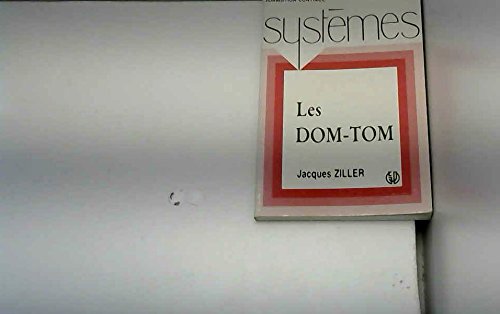 systèmes
Les
DOM-TOM
Jacques ZILLER